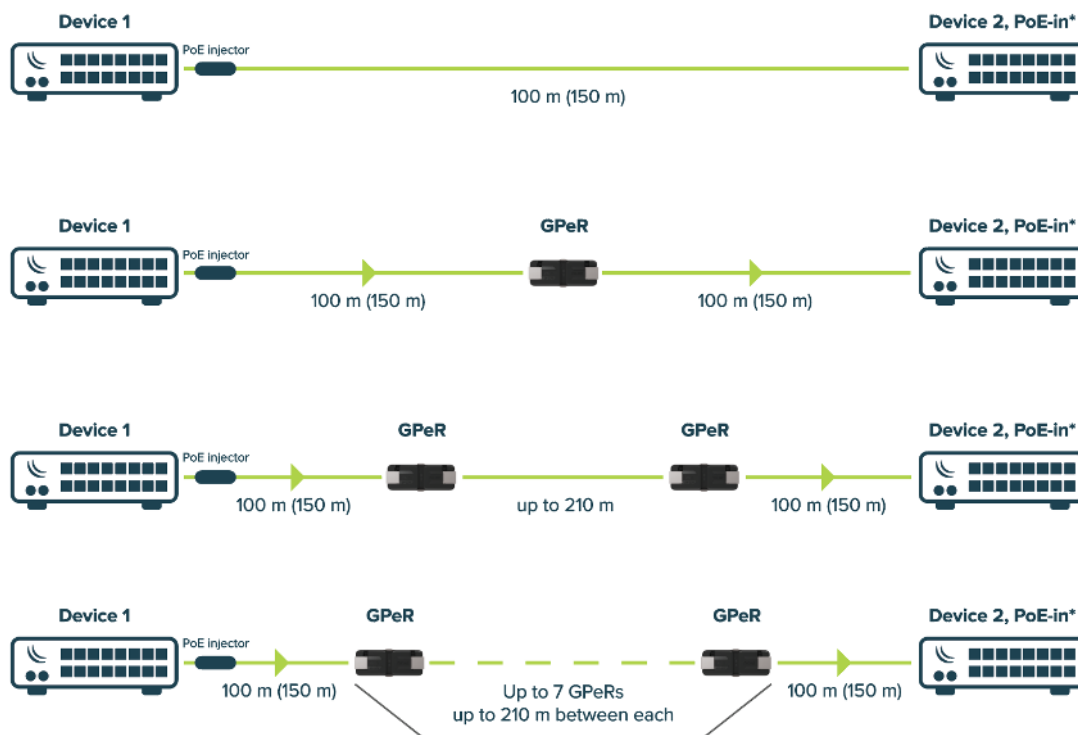 Device 1
Device 2, PoE-in*
PoE injector
100 m (150 m)
Device 1
GPeR
Device 2, PoE-in*
PoE injector
100 m (150 m)
100 m (150 m)
Device 1
GPeR
GPeR
Device 2, PoE-in*
PoE injector
100 m (150 m)
up to 210 m
100 m (150 m)
Device 1
GPeR
GPeR
Device 2, PoE-in*
PoE injector
100 m (150 m)
Up to 7 GPeRs
up to 210 m between each
100 m (150 m)